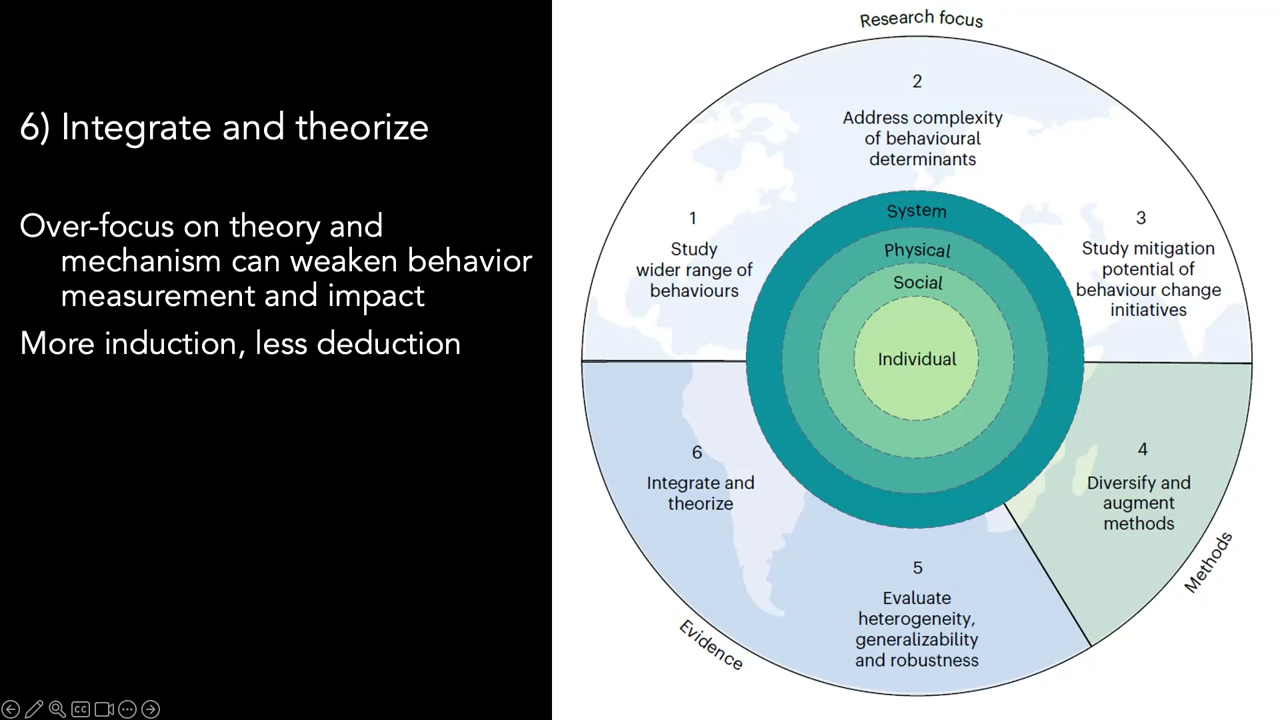 6) Integrate and theorize
Over-focus on theory and
mechanism can weaken behavior
measurement and impact
More induction, less deduction
Research focus
2
Address complexity
of behavioural
determinants
1
Study
wider range of
behaviours
3
Study mitigation
potential of
behaviour change
initiatives
System
Physical
Social
Individual
6
Integrate and
theorize
4
Diversify and
augment
methods
5
Evaluate
heterogeneity,
generalizability
and robustness
Evidence
Methods
CC